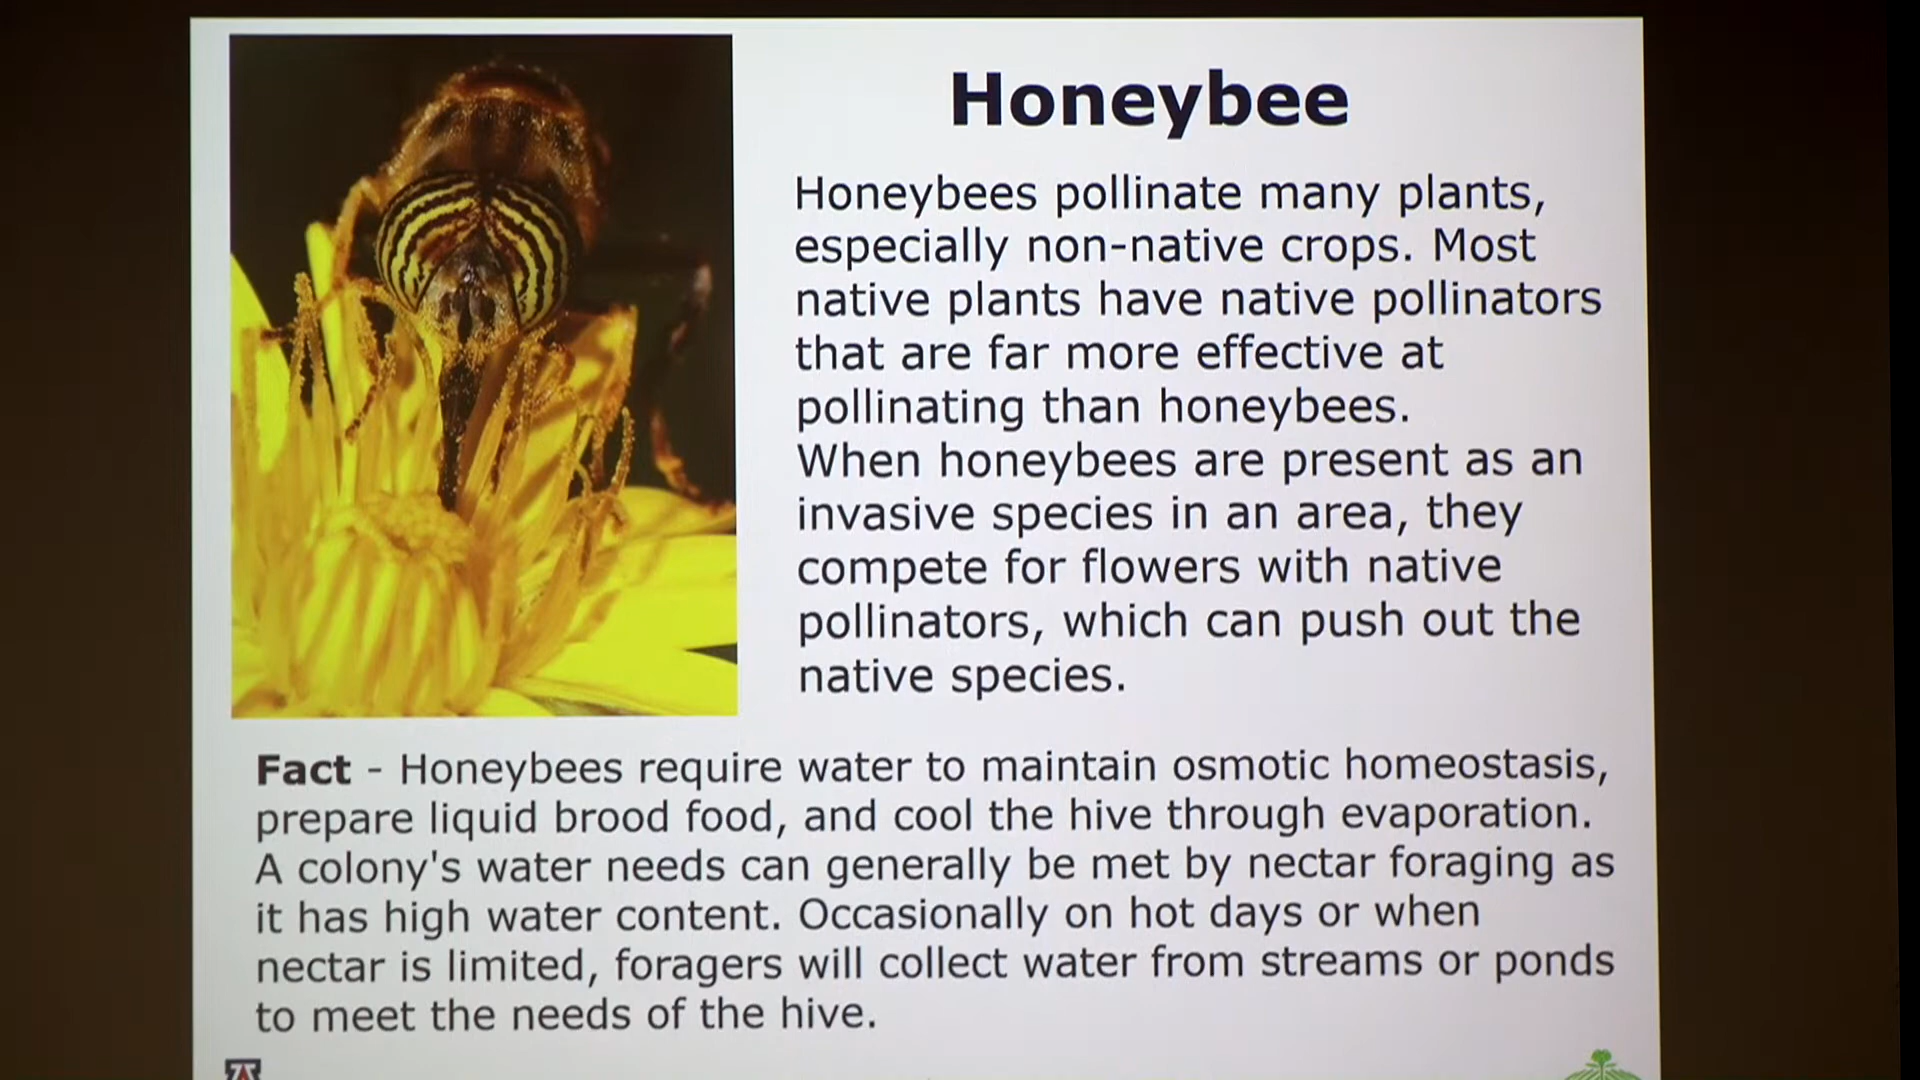 Honeybee
Honeybees pollinate many plants,
especially non-native crops. Most
native plants have native pollinators
that are far more effective at
pollinating than honeybees.
When honeybees are present as an
invasive species in an area, they
compete for flowers with native
pollinators, which can push out the
native species.
Fact - Honeybees require water to maintain osmotic homeostasis,
prepare liquid brood food, and cool the hive through evaporation.
A colony's water needs can generally be met by nectar foraging as
it has high water content. Occasionally on hot days or when
nectar is limited, foragers will collect water from streams or ponds
to meet the needs of the hive.